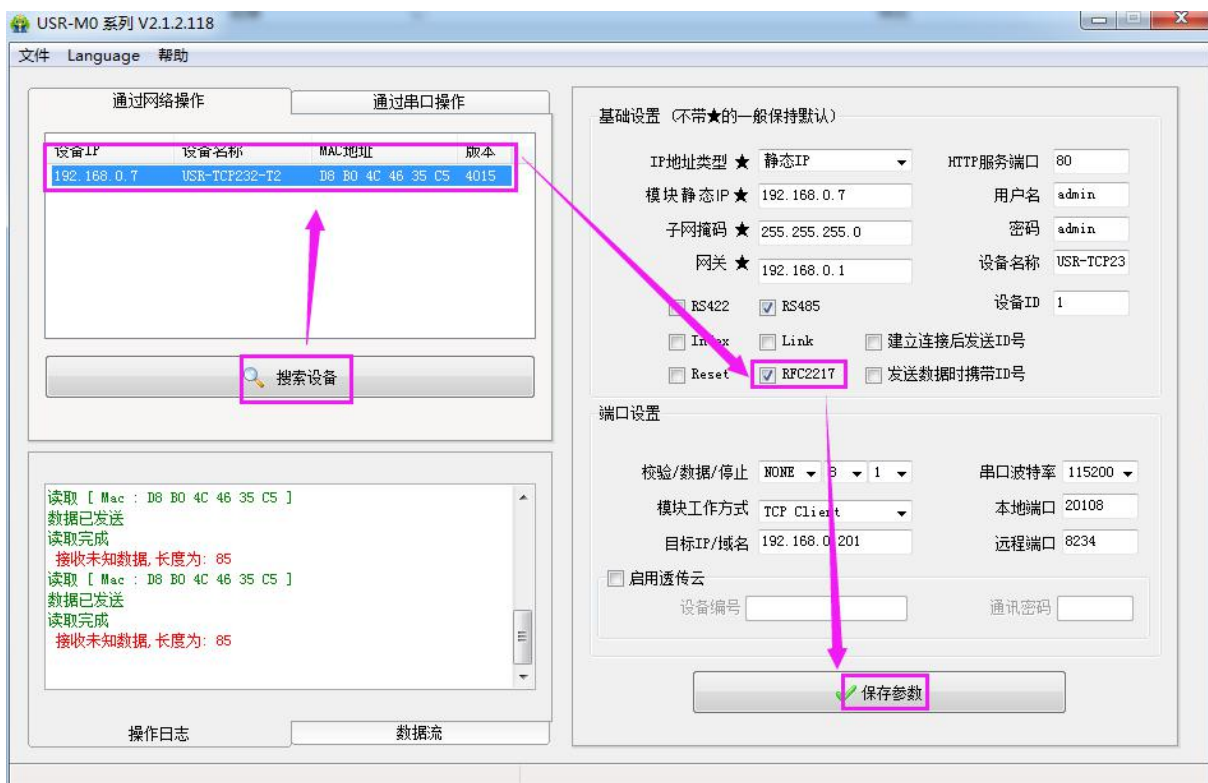 USR-M0 系列 V2.1.2.118
文件 Language 帮助
通过网络操作 通过串口操作
设备IP 设备名称 MAC地址 版本
192.168.0.7 USR-TCP232-T2 D8 B0 4C 46 35 C5 4015
搜索设备
读取 [ Mac : D8 B0 4C 46 35 C5 ]
数据已发送
读取完成
接收未知数据,长度为: 85
读取 [ Mac : D8 B0 4C 46 35 C5 ]
数据已发送
读取完成
接收未知数据,长度为: 85
操作日志 数据流
基础设置 (不带★的一般保持默认)
IP地址类型 ★ 静态IP HTTP服务端口 80
模块静态IP ★ 192.168.0.7 用户名 admin
子网掩码 ★ 255.255.255.0 密码 admin
网关 ★ 192.168.0.1 设备名称 USR-TCP23
RS422 RS485 设备ID 1
Index Link 建立连接后发送ID号
Reset RFC2217 发送数据时携带ID号
端口设置
校验/数据/停止 NONE 8 1 串口波特率 115200
模块工作方式 TCP Client 本地端口 20108
目标IP/域名 192.168.0.201 远程端口 8234
启用透传云
设备编号 通讯密码
保存参数